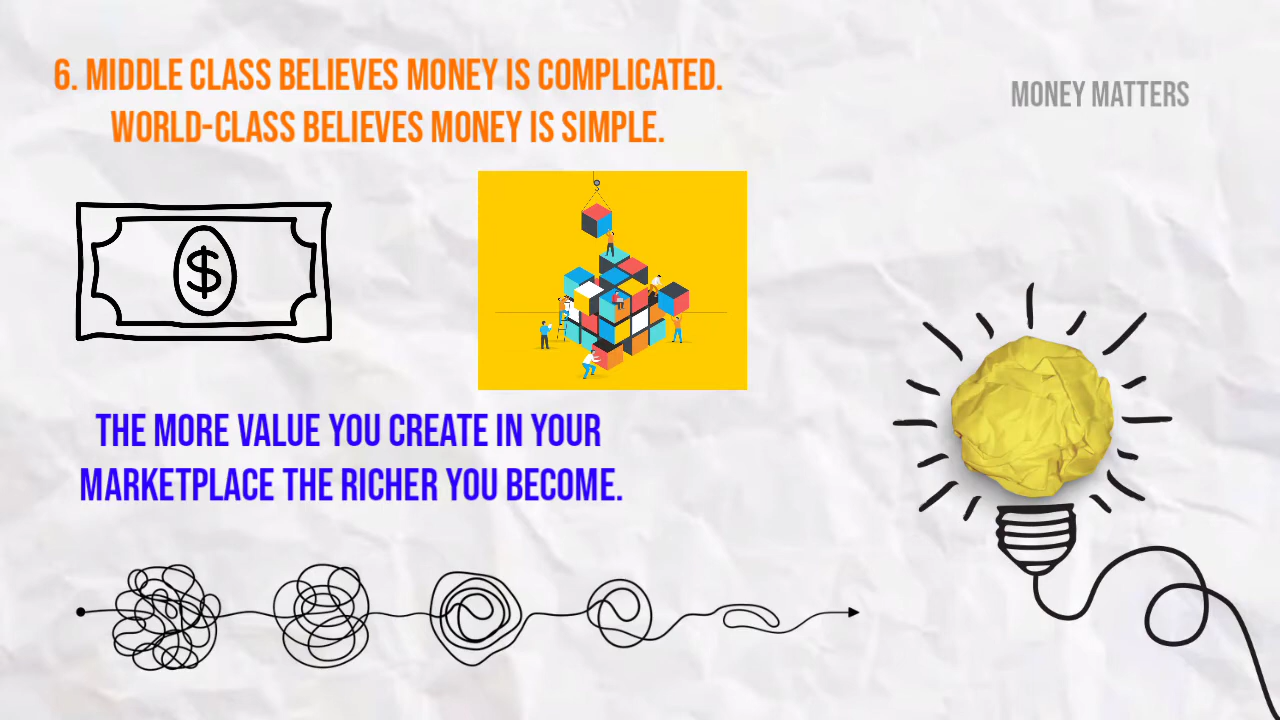 6. MIDDLE CLASS BELIEVES MONEY IS COMPLICATED.
WORLD-CLASS BELIEVES MONEY IS SIMPLE.
MONEY MATTERS
$
THE MORE VALUE YOU CREATE IN YOUR
MARKETPLACE THE RICHER YOU BECOME.